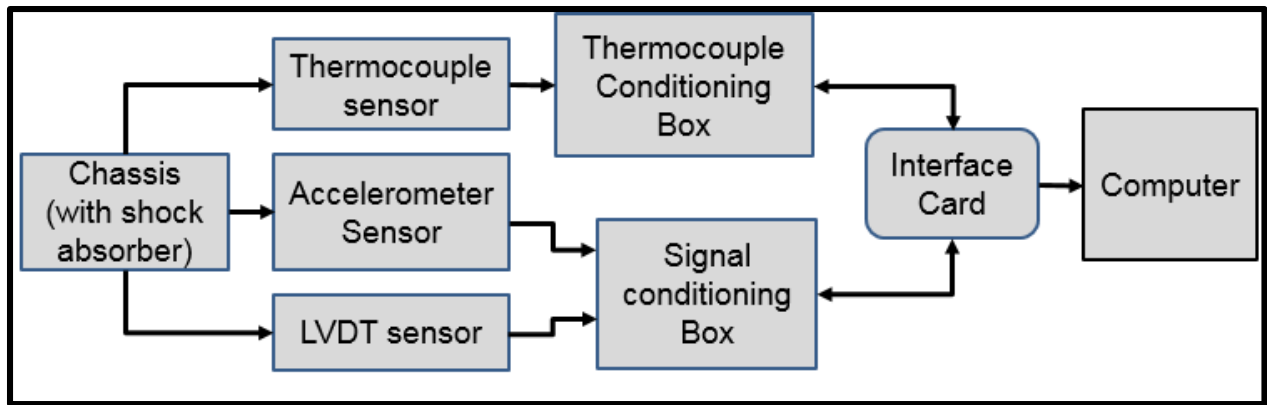 Thermocouple
sensor
Thermocouple
Conditioning
Box
Chassis
(with shock
absorber)
Accelerometer
Sensor
Interface
Card
Computer
LVDT sensor
Signal
conditioning
Box